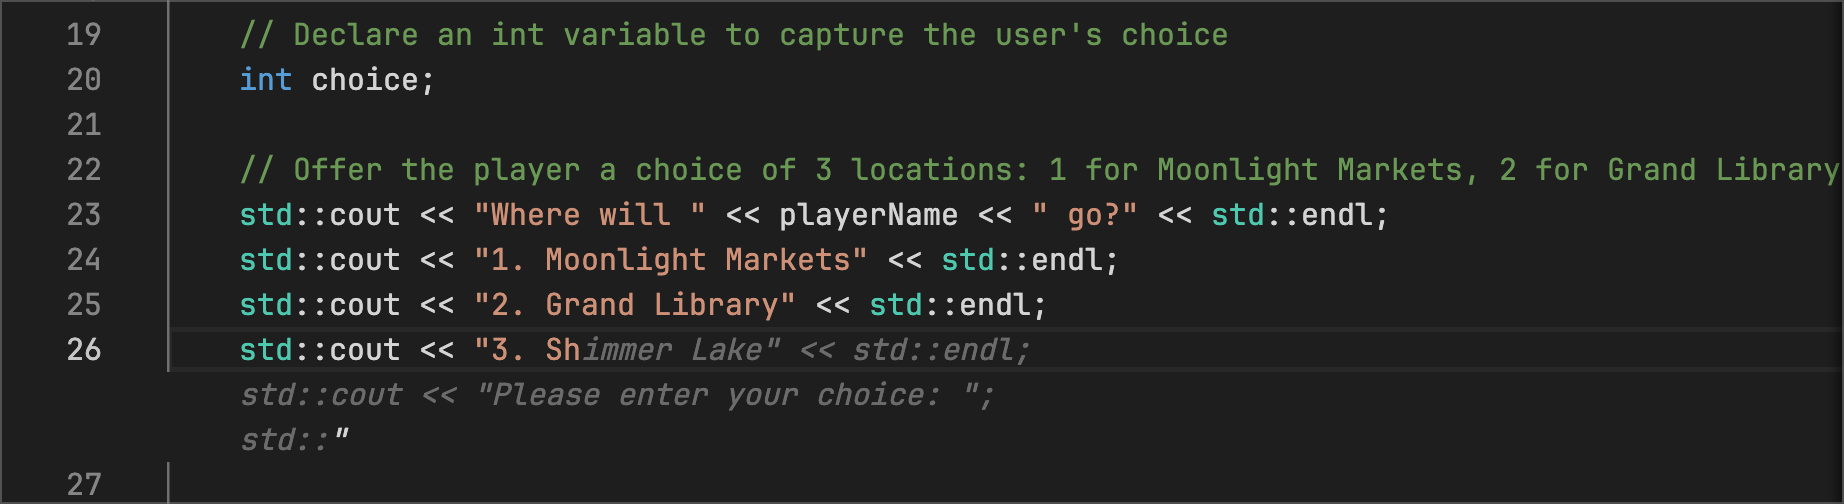 19 // Declare an int variable to capture the user's choice
20 int choice;
21
22 // Offer the player a choice of 3 locations: 1 for Moonlight Markets, 2 for Grand Library
23 std::cout << "Where will " << playerName << " go?" << std::endl;
24 std::cout << "1. Moonlight Markets" << std::endl;
25 std::cout << "2. Grand Library" << std::endl;
26 std::cout << "3. Shimmer Lake" << std::endl;
std::cout << "Please enter your choice: ";
std::"
27